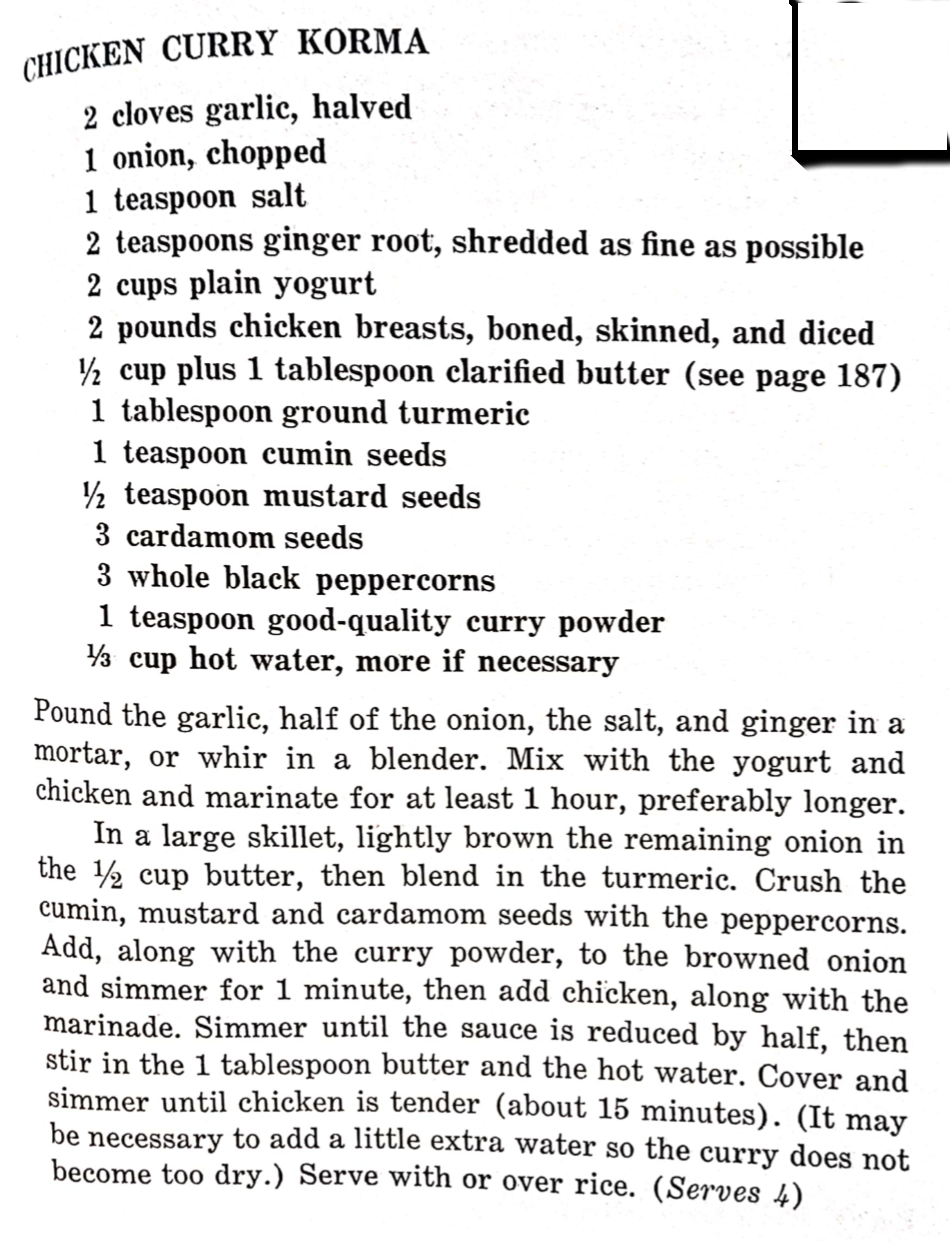 CHICKEN CURRY KORMA
2 cloves garlic, halved
1 onion, chopped
1 teaspoon salt
2 teaspoons ginger root, shredded as fine as possible
2 cups plain yogurt
2 pounds chicken breasts, boned, skinned, and diced
½ cup plus 1 tablespoon clarified butter (see page 187)
1 tablespoon ground turmeric
1 teaspoon cumin seeds
½ teaspoon mustard seeds
3 cardamom seeds
3 whole black peppercorns
1 teaspoon good-quality curry powder
⅓ cup hot water, more if necessary
Pound the garlic, half of the onion, the salt, and ginger in a
mortar, or whir in a blender. Mix with the yogurt and
chicken and marinate for at least 1 hour, preferably longer.
In a large skillet, lightly brown the remaining onion in
the ½ cup butter, then blend in the turmeric. Crush the
cumin, mustard and cardamom seeds with the peppercorns.
Add, along with the curry powder, to the browned onion
and simmer for 1 minute, then add chicken, along with the
marinade. Simmer until the sauce is reduced by half, then
stir in the 1 tablespoon butter and the hot water. Cover and
simmer until chicken is tender (about 15 minutes). (It may
be necessary to add a little extra water so the curry does not
become too dry.) Serve with or over rice. (Serves 4)